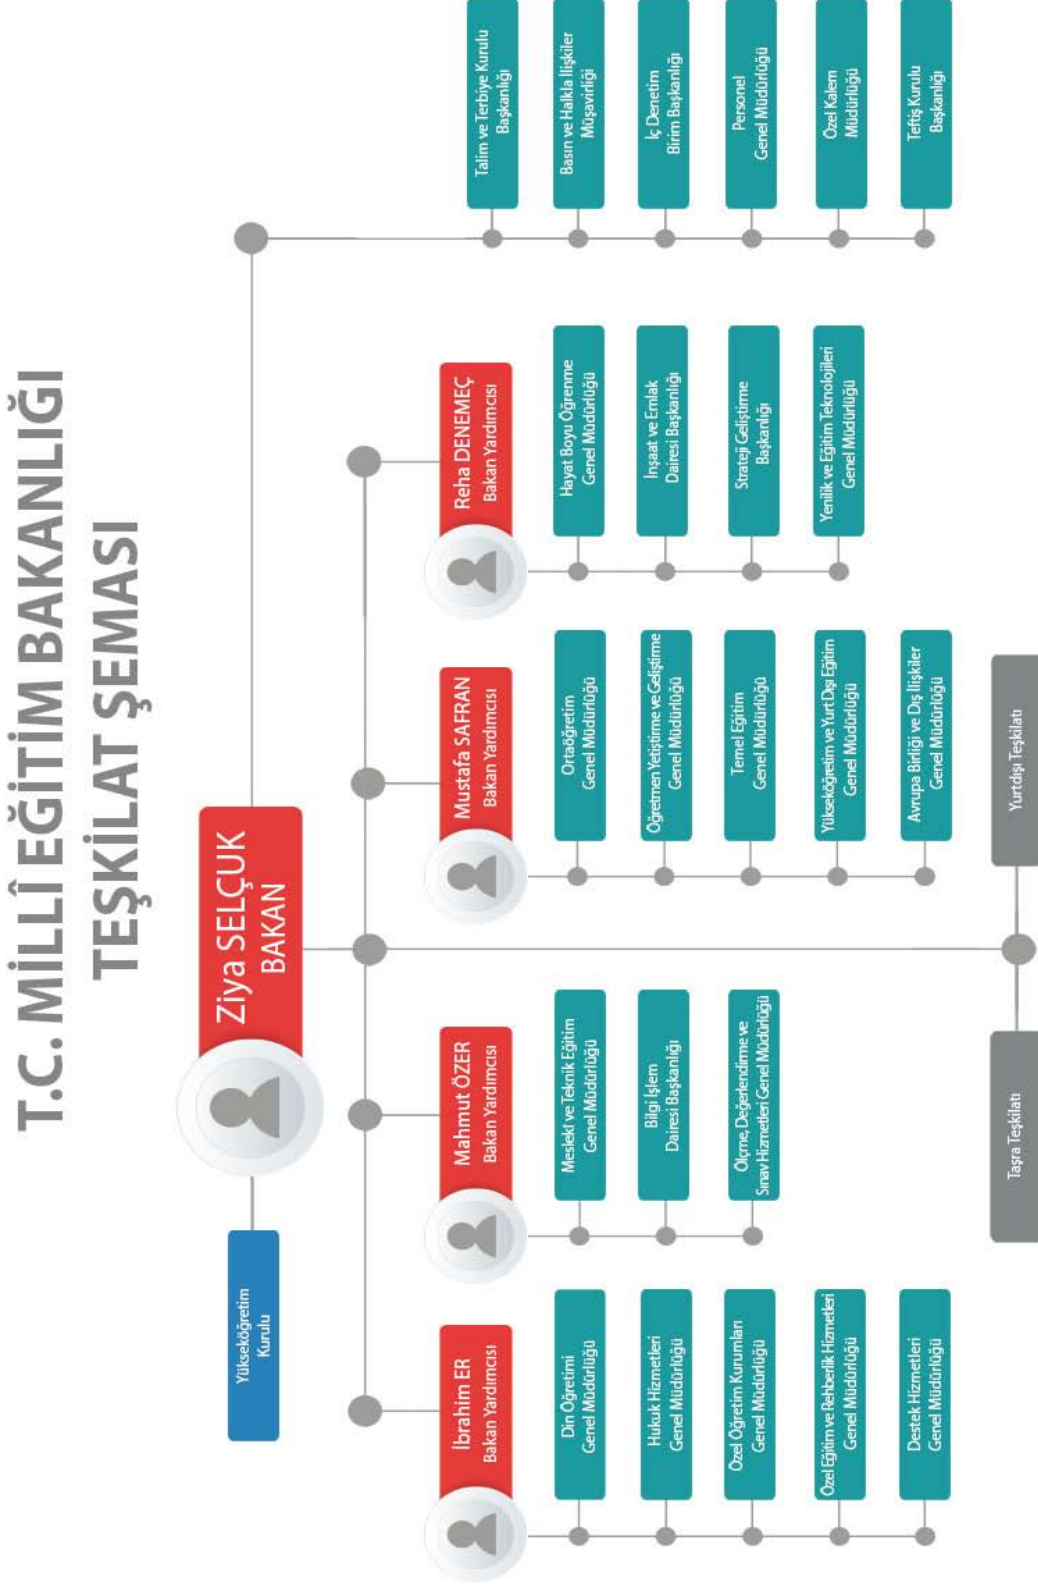 T.C. MİLLÎ EĞİTİM BAKANLIĞI
TEŞKİLAT ŞEMASI
Yükseköğretim
Kurulu
Ziya SELÇUK
BAKAN
İbrahim ER
Bakan Yardımcısı
Din Öğretimi
Genel Müdürlüğü
Hukuk Hizmetleri
Genel Müdürlüğü
Özel Öğretim Kurumları
Genel Müdürlüğü
Özel Eğitim ve Rehberlik Hizmetleri
Genel Müdürlüğü
Destek Hizmetleri
Genel Müdürlüğü
Mahmut ÖZER
Bakan Yardımcısı
Mesleki ve Teknik Eğitim
Genel Müdürlüğü
Bilgi İşlem
Dairesi Başkanlığı
Ölçme, Değerlendirme ve
Sınav Hizmetleri Genel Müdürlüğü
Mustafa SAFRAN
Bakan Yardımcısı
Ortaöğretim
Genel Müdürlüğü
Öğretmen Yetiştirme ve Geliştirme
Genel Müdürlüğü
Temel Eğitim
Genel Müdürlüğü
Yükseköğretim ve Yurt Dışı Eğitim
Genel Müdürlüğü
Avrupa Birliği ve Dış İlişkiler
Genel Müdürlüğü
Reha DENEMEÇ
Bakan Yardımcısı
Hayat Boyu Öğrenme
Genel Müdürlüğü
İnşaat ve Emlak
Dairesi Başkanlığı
Strateji Geliştirme
Başkanlığı
Yenilik ve Eğitim Teknolojileri
Genel Müdürlüğü
Talim ve Terbiye Kurulu
Başkanlığı
Basın ve Halkla İlişkiler
Müşavirliği
İç Denetim
Birim Başkanlığı
Personel
Genel Müdürlüğü
Özel Kalem
Müdürlüğü
Teftiş Kurulu
Başkanlığı
Taşra Teşkilatı
Yurtdışı Teşkilatı